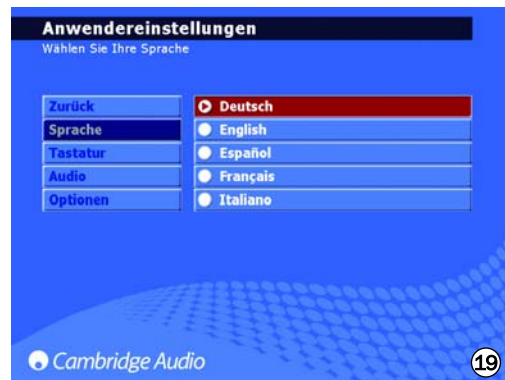 Anwendereinstellungen
Wählen Sie Ihre Sprache
Zurück
Sprache
Tastatur
Audio
Optionen
Deutsch
English
Español
Français
Italiano
Cambridge Audio
19